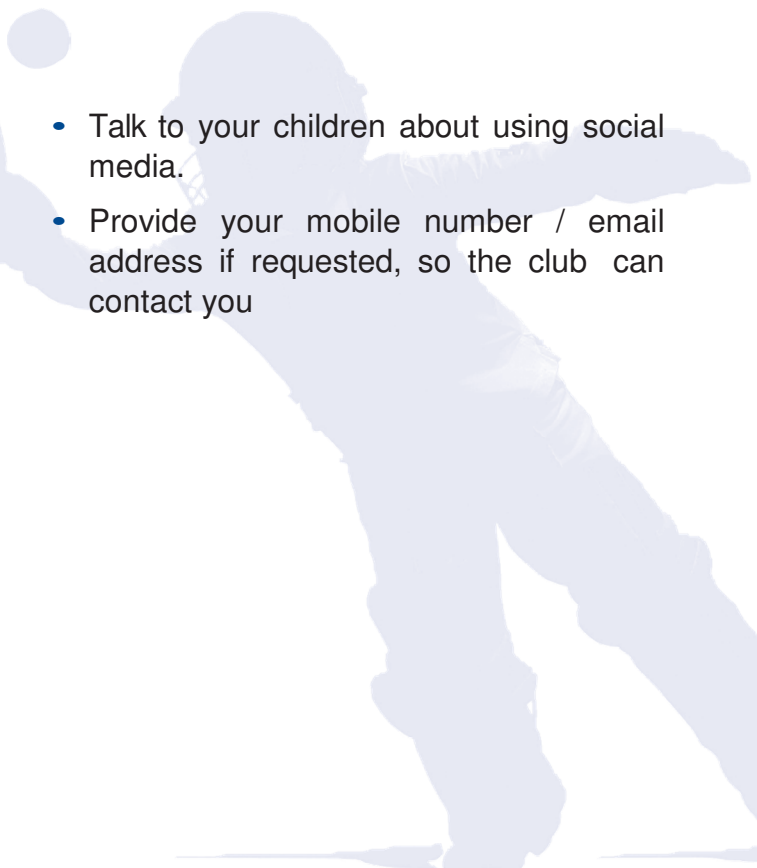 • Talk to your children about using social
media.
• Provide your mobile number / email
address if requested, so the club can
contact you